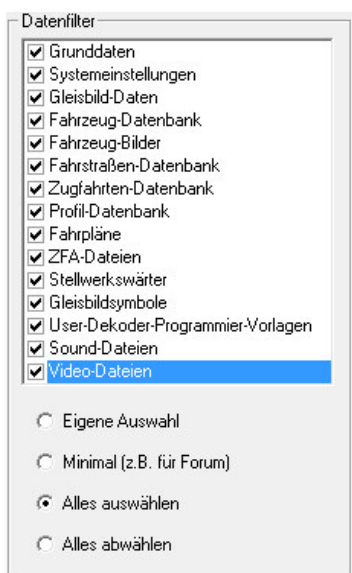 Datenfilter
Grunddaten
Systemeinstellungen
Gleisbild-Daten
Fahrzeug-Datenbank
Fahrzeug-Bilder
Fahrstraßen-Datenbank
Zugfahrten-Datenbank
Profil-Datenbank
Fahrpläne
ZFA-Dateien
Stellwerkswärter
Gleisbildsymbole
User-Dekoder-Programmier-Vorlagen
Sound-Dateien
Video-Dateien
Eigene Auswahl
Minimal (z.B. für Forum)
Alles auswählen
Alles abwählen